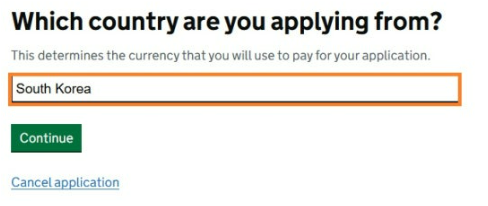 Which country are you applying from?
This determines the currency that you will use to pay for your application.
South Korea
Continue
Cancel application